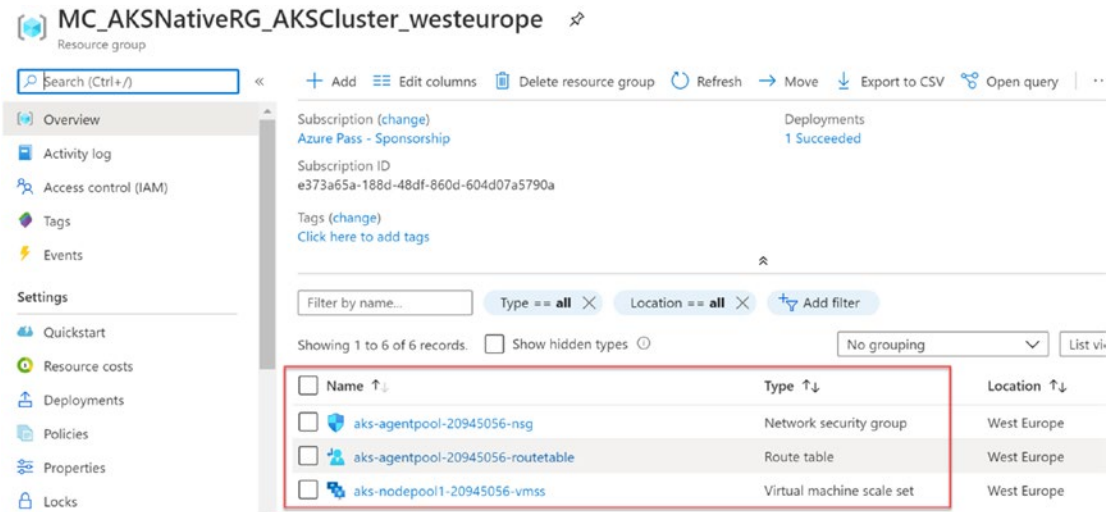 MC_AKSNativeRG_AKSCluster_westeurope
Resource group
Search (Ctrl+/)
«
Add Edit columns Delete resource group Refresh Move Export to CSV Open query ···
Overview
Activity log
Access control (IAM)
Tags
Events
Settings
Quickstart
Resource costs
Deployments
Policies
Properties
Locks
Subscription (change)
Azure Pass - Sponsorship
Deployments
1 Succeeded
Subscription ID
e373a65a-188d-48df-860d-604d07a5790a
Tags (change)
Click here to add tags
Filter by name... Type == all Location == all Add filter
Showing 1 to 6 of 6 records. Show hidden types No grouping List vi
Name Type Location
aks-agentpool-20945056-nsg Network security group West Europe
aks-agentpool-20945056-routetable Route table West Europe
aks-nodepool1-20945056-vmss Virtual machine scale set West Europe